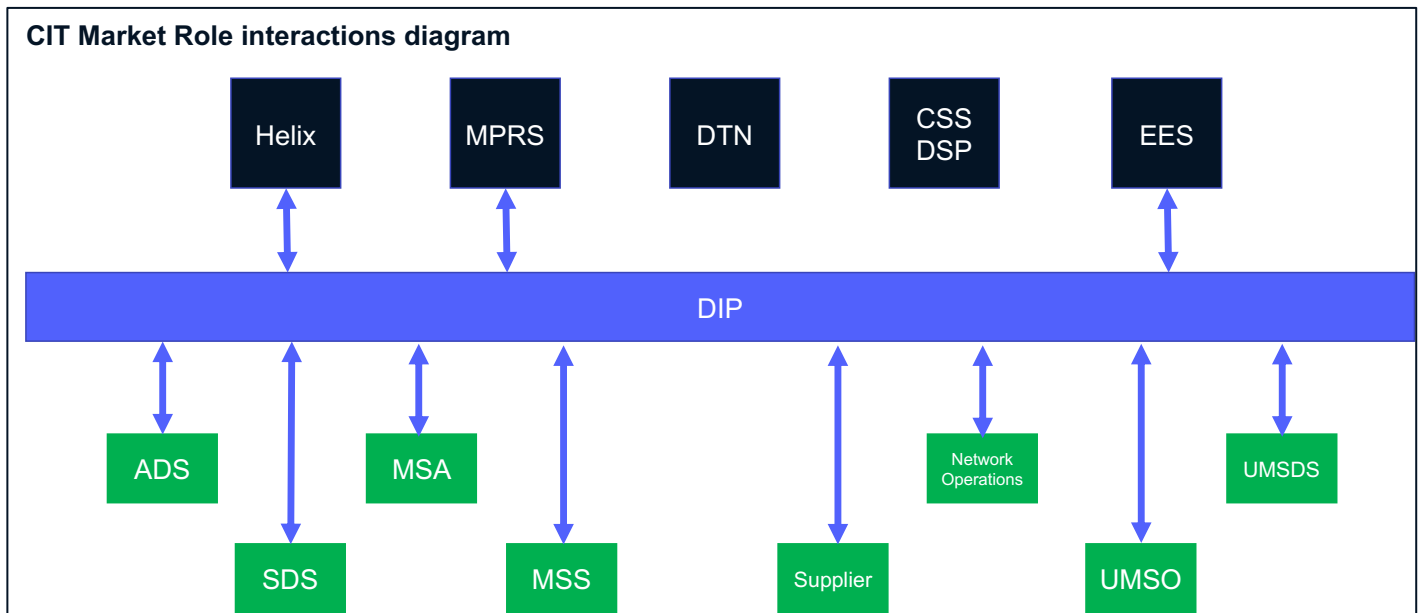 CIT Market Role interactions diagram
Helix
MPRS
DTN
CSS
DSP
EES
DIP
ADS
MSA
Network
Operations
UMSDS
SDS
MSS
Supplier
UMSO